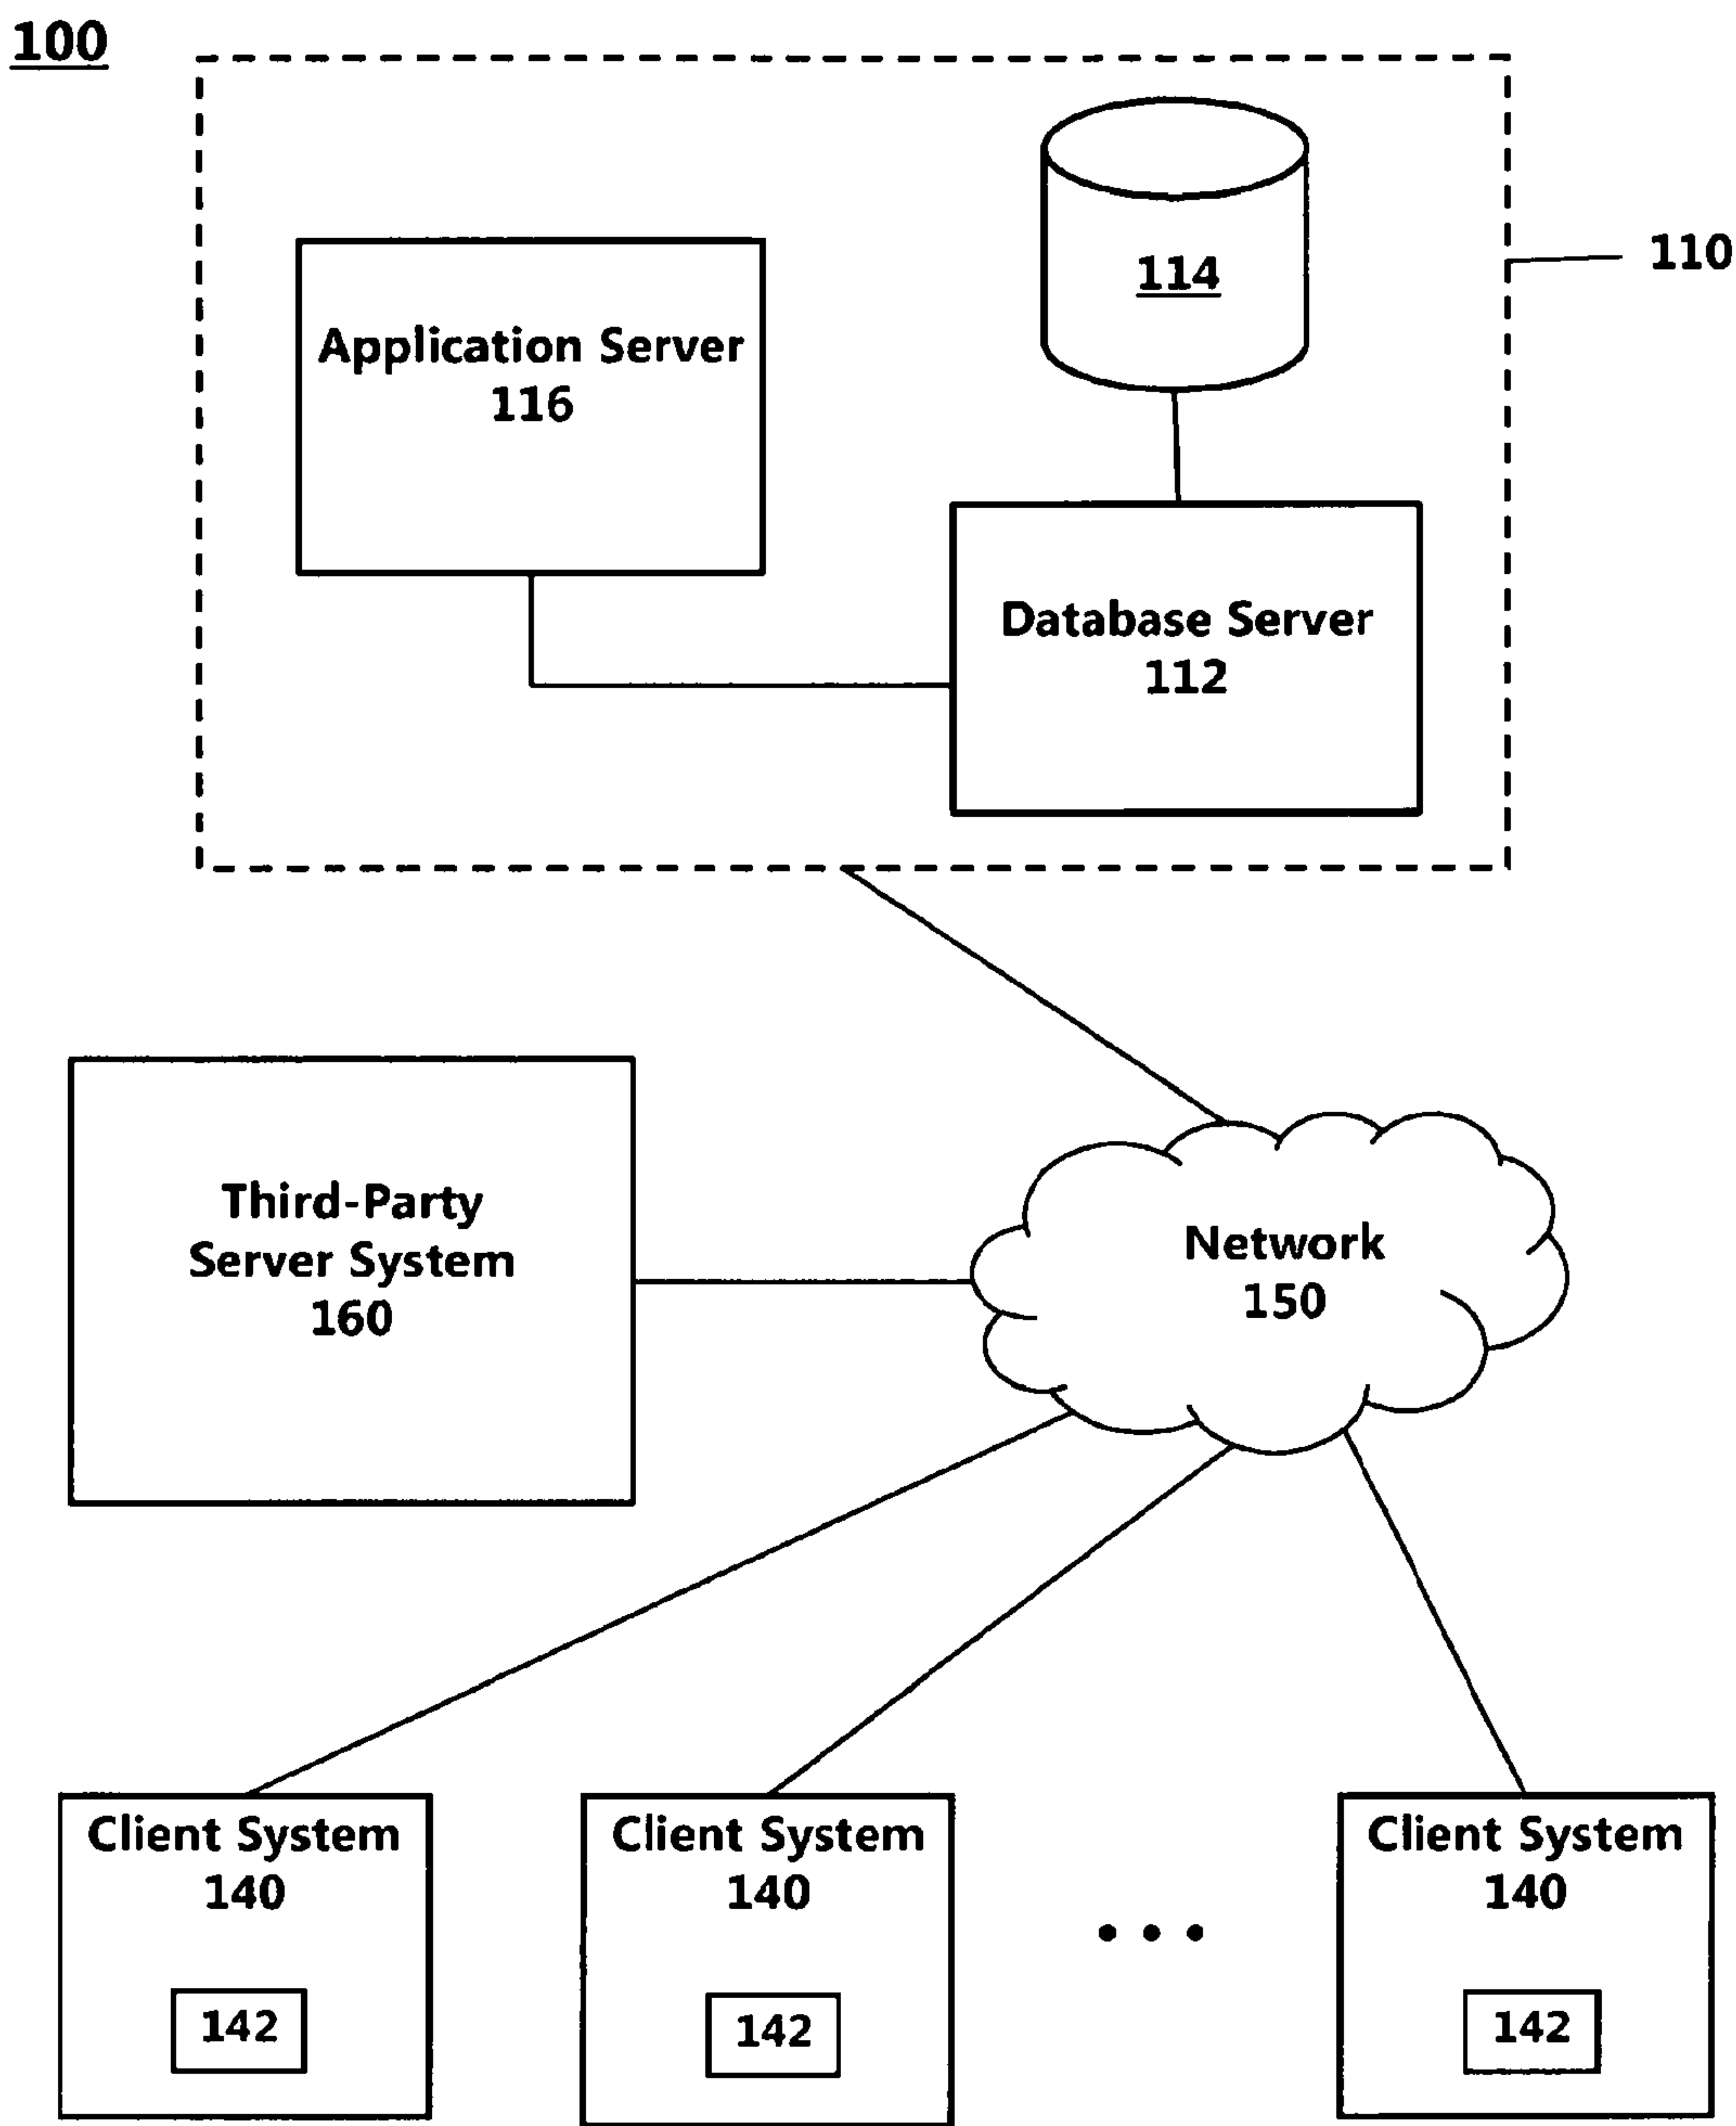 100
114
110
Application Server
116
Database Server
112
Third-Party
Server System
160
Network
150
Client System
140
142
Client System
140
142
Client System
140
142